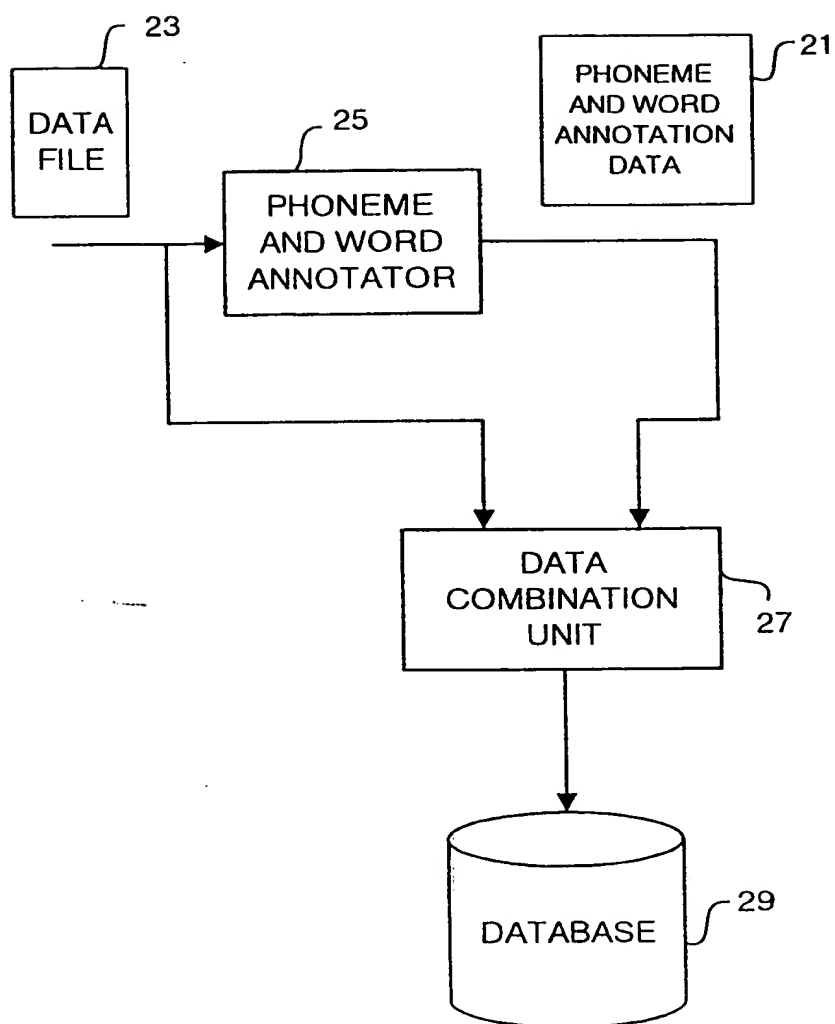 23
DATA
FILE
25
PHONEME
AND WORD
ANNOTATOR
21
PHONEME
AND WORD
ANNOTATION
DATA
DATA
COMBINATION
UNIT
27
DATABASE
29